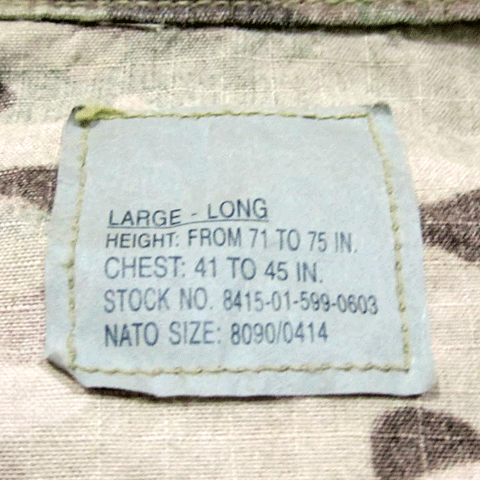 LARGE - LONG
HEIGHT: FROM 71 TO 75 IN.
CHEST: 41 TO 45 IN.
STOCK NO. 8415-01-599-0603
NATO SIZE: 8090/0414